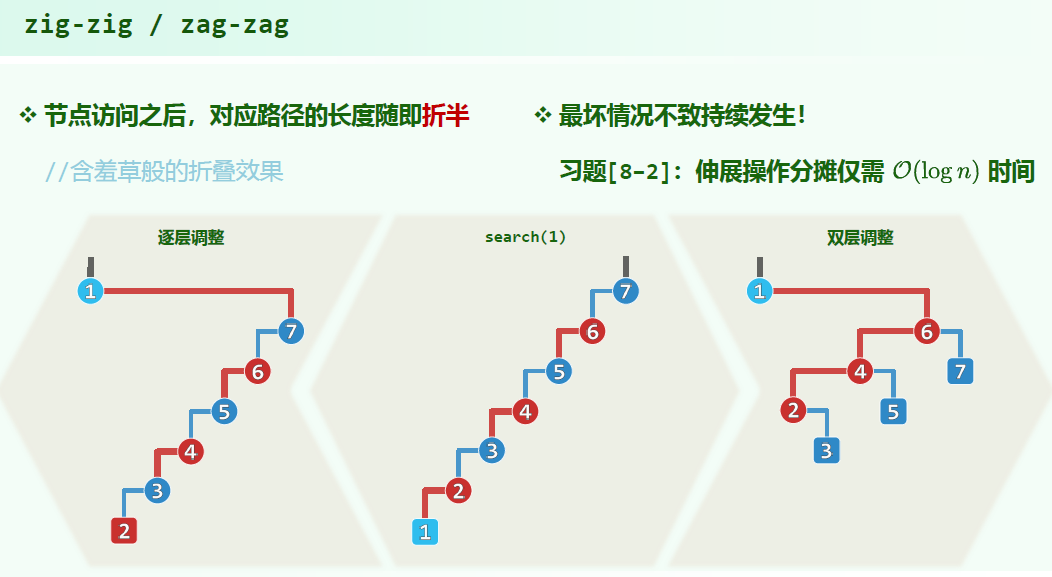 zig-zig / zag-zag
❖ 节点访问之后，对应路径的长度随即折半
//含羞草般的折叠效果
❖ 最坏情况不致持续发生！
习题[8-2]：伸展操作分摊仅需 O(log n) 时间
逐层调整
1
7
6
5
4
3
2
search(1)
7
6
5
4
3
2
1
双层调整
1
6
4
7
2
5
3